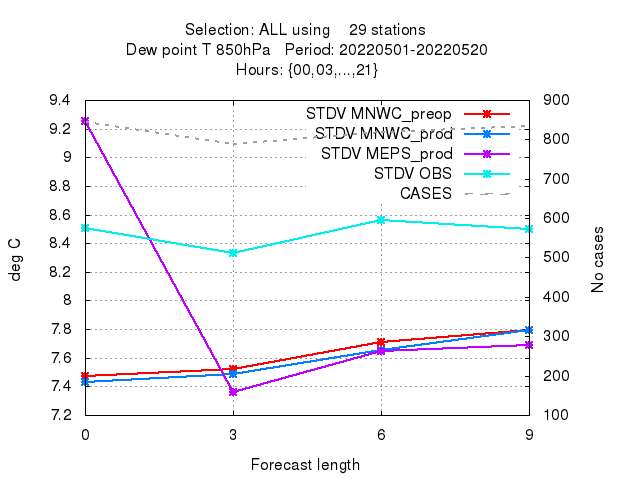 Selection: ALL using    29 stations
Dew point T 850hPa   Period: 20220501-20220520
Hours: {00,03,...,21}
STDV MNWC_preop
STDV MNWC_prod
STDV MEPS_prod
STDV OBS
CASES
deg C
9.4
9.2
9
8.8
8.6
8.4
8.2
8
7.8
7.6
7.4
7.2
900
800
700
600
500
400
300
200
100
No cases
0 3 6 9
Forecast length